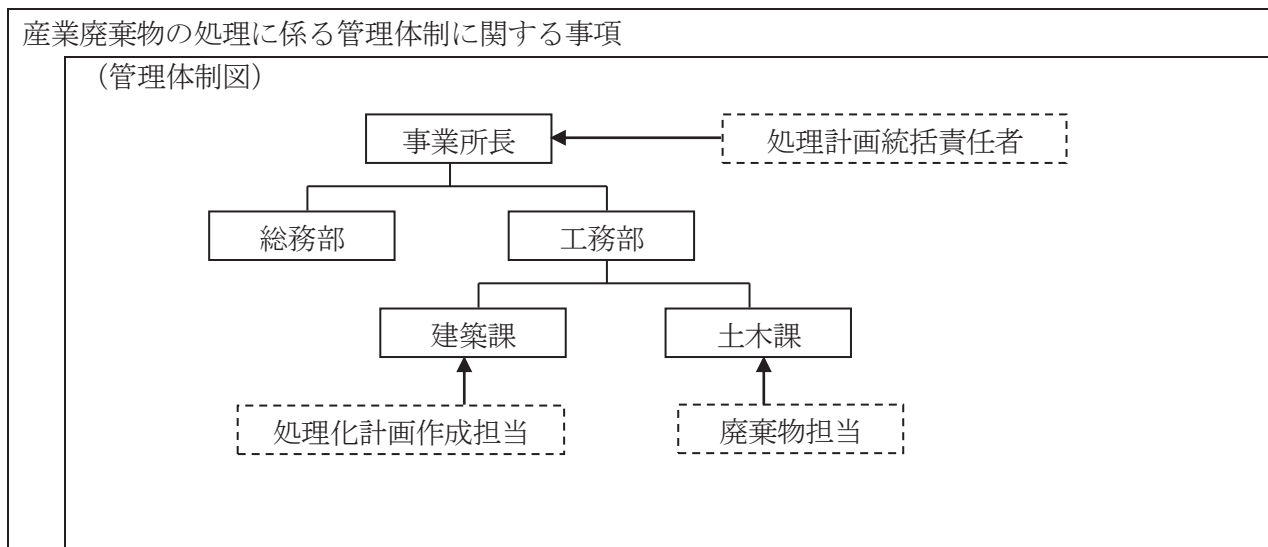 産業廃棄物の処理に係る管理体制に関する事項
（管理体制図）
事業所長
処理計画統括責任者
総務部
工務部
建築課
土木課
処理化計画作成担当
廃棄物担当